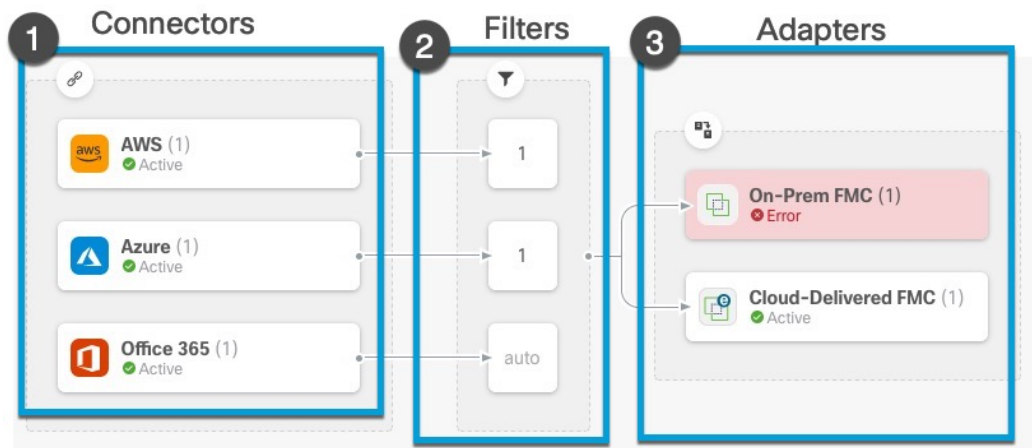 Connectors
Filters
Adapters
1
2
3
aws
AWS (1)
Active
1
Azure (1)
Active
1
Office 365 (1)
Active
auto
On-Prem FMC (1)
Error
Cloud-Delivered FMC (1)
Active